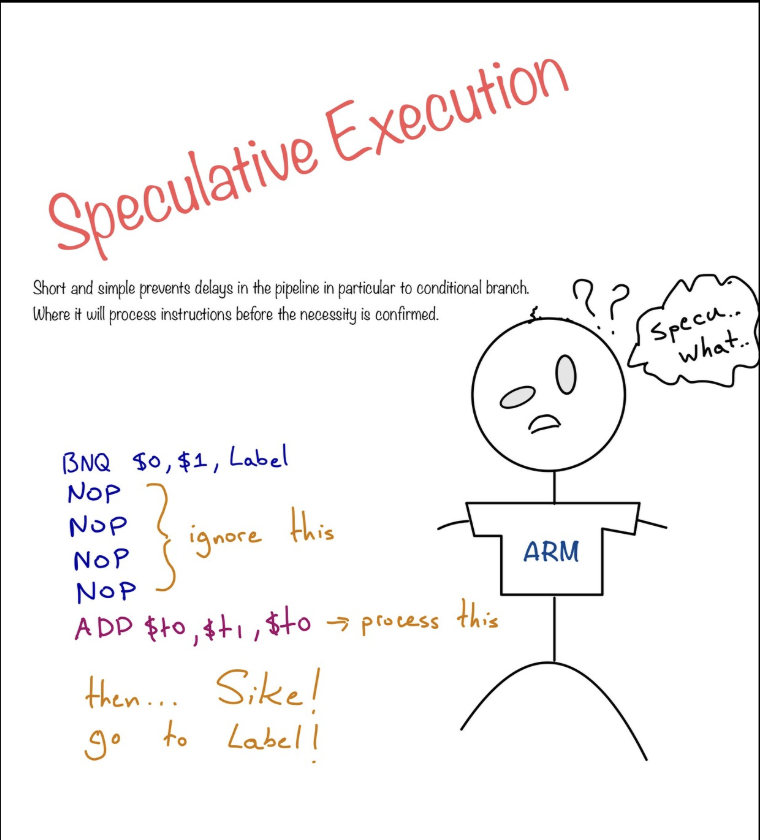 Speculative Execution
Short and simple prevents delays in the pipeline in particular to conditional branch.
Where it will process instructions before the necessity is confirmed.
? ?
Specu..
what..
BNQ $0, $1, Label
NOP
NOP
NOP
NOP
ignore this
ADD $t0, $t1, $t0 → process this
then... Sike!
go to Label!
ARM